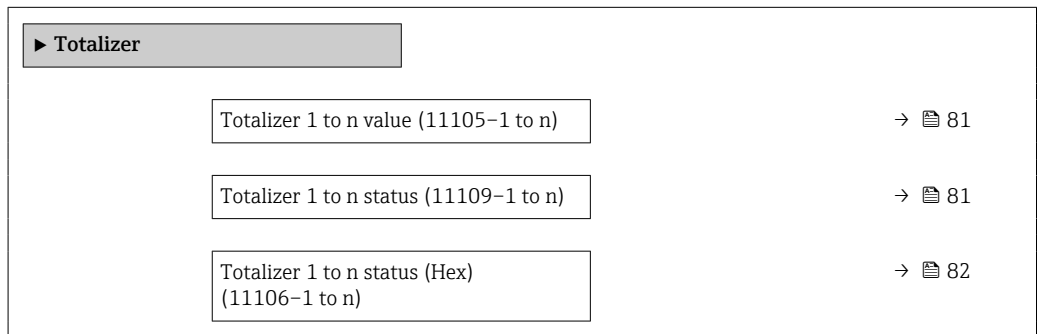 ▶ Totalizer
Totalizer 1 to n value (11105–1 to n) → 81
Totalizer 1 to n status (11109–1 to n) → 81
Totalizer 1 to n status (Hex) → 82
(11106–1 to n)